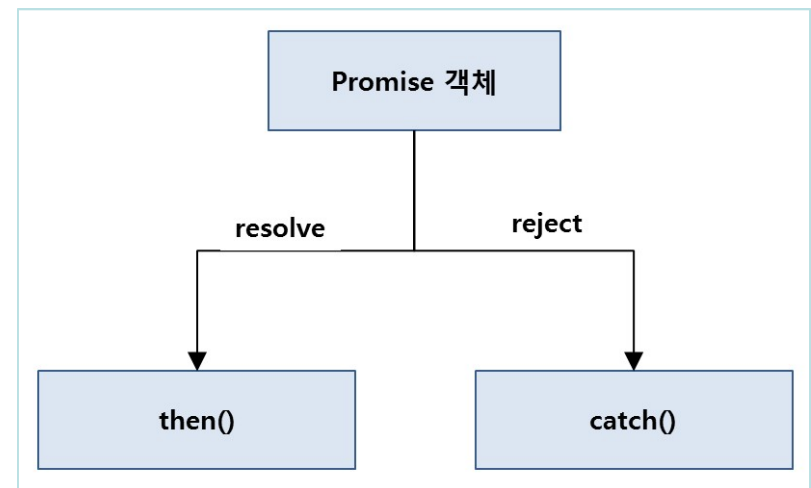 Promise 객체
resolve
reject
then()
catch()